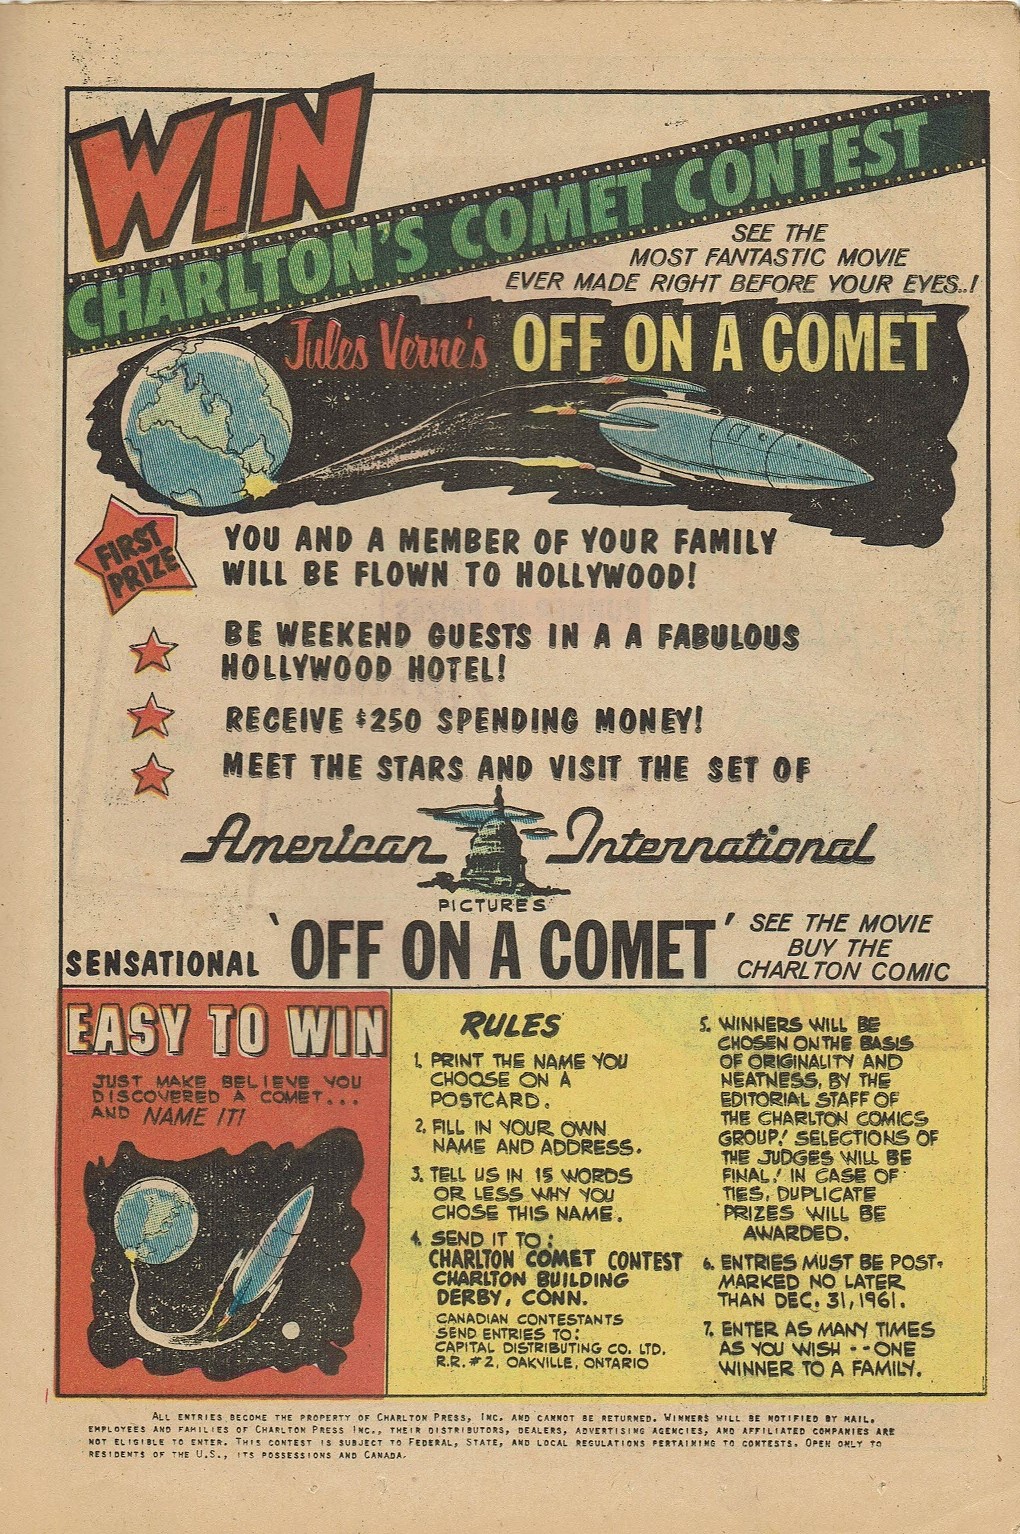 WIN
CHARLTON'S COMET CONTEST
SEE THE
MOST FANTASTIC MOVIE
EVER MADE RIGHT BEFORE YOUR EYES..!
Jules Verne's OFF ON A COMET
FIRST
PRIZE
YOU AND A MEMBER OF YOUR FAMILY
WILL BE FLOWN TO HOLLYWOOD!
BE WEEKEND GUESTS IN A A FABULOUS
HOLLYWOOD HOTEL!
RECEIVE $250 SPENDING MONEY!
MEET THE STARS AND VISIT THE SET OF
American International
PICTURES
SENSATIONAL 'OFF ON A COMET'
SEE THE MOVIE
BUY THE
CHARLTON COMIC
EASY TO WIN
JUST MAKE BELIEVE YOU
DISCOVERED A COMET...
AND NAME IT!
RULES
1. PRINT THE NAME YOU
CHOOSE ON A
POSTCARD.
2. FILL IN YOUR OWN
NAME AND ADDRESS.
3. TELL US IN 15 WORDS
OR LESS WHY YOU
CHOSE THIS NAME.
4. SEND IT TO:
CHARLTON COMET CONTEST
CHARLTON BUILDING
DERBY, CONN.
CANADIAN CONTESTANTS
SEND ENTRIES TO:
CAPITAL DISTRIBUTING CO. LTD.
R.R. #2, OAKVILLE, ONTARIO
5. WINNERS WILL BE
CHOSEN ON THE BASIS
OF ORIGINALITY AND
NEATNESS, BY THE
EDITORIAL STAFF OF
THE CHARLTON COMICS
GROUP! SELECTIONS OF
THE JUDGES WILL BE
FINAL! IN CASE OF
TIES, DUPLICATE
PRIZES WILL BE
AWARDED.
6. ENTRIES MUST BE POST-
MARKED NO LATER
THAN DEC. 31, 1961.
7. ENTER AS MANY TIMES
AS YOU WISH -- ONE
WINNER TO A FAMILY.
ALL ENTRIES BECOME THE PROPERTY OF CHARLTON PRESS, INC. AND CANNOT BE RETURNED. WINNERS WILL BE NOTIFIED BY MAIL.
EMPLOYEES AND FAMILIES OF CHARLTON PRESS INC., THEIR DISTRIBUTORS, DEALERS, ADVERTISING AGENCIES, AND AFFILIATED COMPANIES ARE
NOT ELIGIBLE TO ENTER. THIS CONTEST IS SUBJECT TO FEDERAL, STATE, AND LOCAL REGULATIONS PERTAINING TO CONTESTS. OPEN ONLY TO
RESIDENTS OF THE U.S., ITS POSSESSIONS AND CANADA.